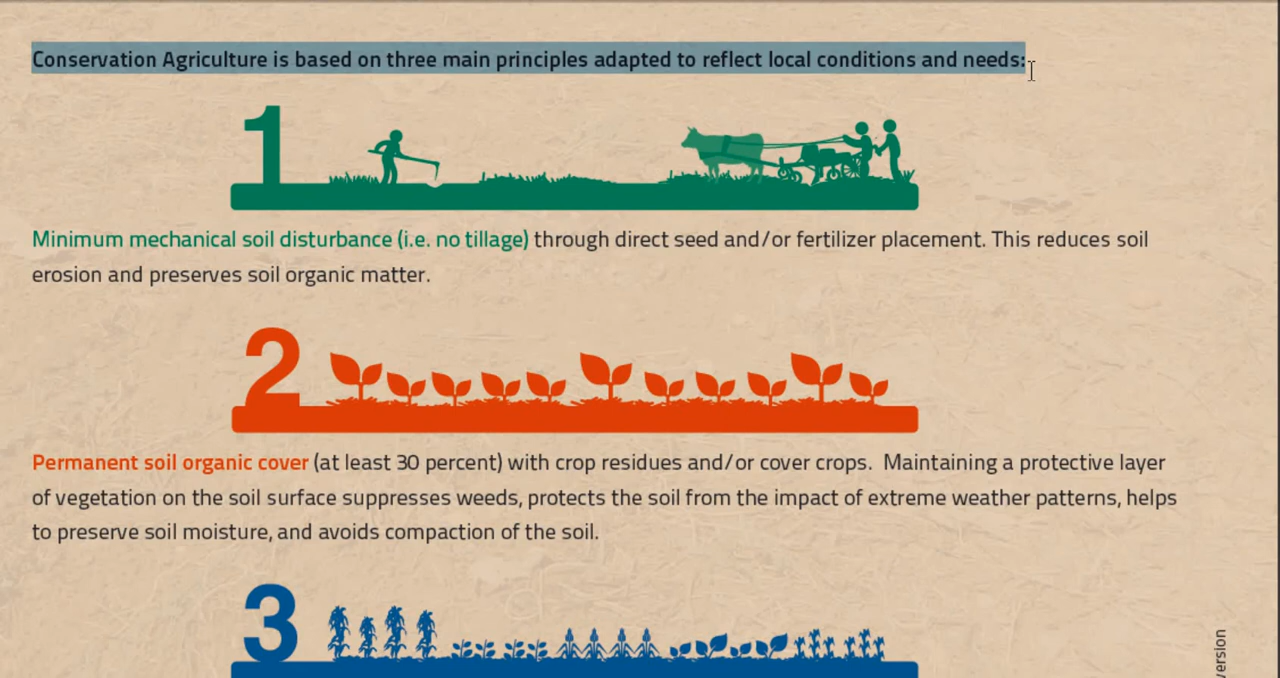 Conservation Agriculture is based on three main principles adapted to reflect local conditions and needs:
1
Minimum mechanical soil disturbance (i.e. no tillage) through direct seed and/or fertilizer placement. This reduces soil
erosion and preserves soil organic matter.
2
Permanent soil organic cover (at least 30 percent) with crop residues and/or cover crops. Maintaining a protective layer
of vegetation on the soil surface suppresses weeds, protects the soil from the impact of extreme weather patterns, helps
to preserve soil moisture, and avoids compaction of the soil.
3
version